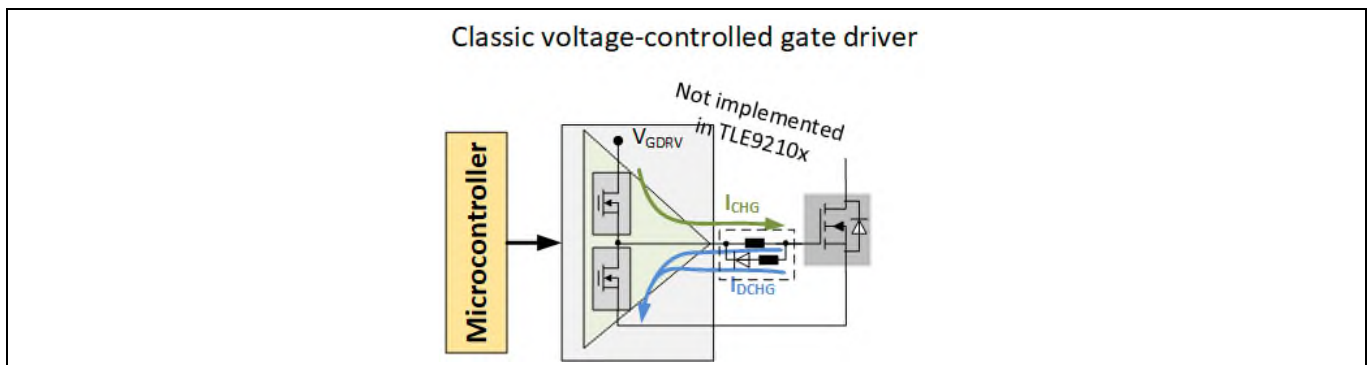 Classic voltage-controlled gate driver
Not implemented
in TLE9210x
Microcontroller
VGDRV
ICHG
IDCHG